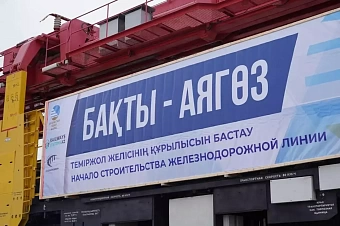 БАҚТЫ - АЯГӨЗ
ТЕМІРЖОЛ ЖЕЛІСІНІҢ ҚҰРЫЛЫСЫН БАСТАУ
НАЧАЛО СТРОИТЕЛЬСТВА ЖЕЛЕЗНОДОРОЖНОЙ ЛИНИИ